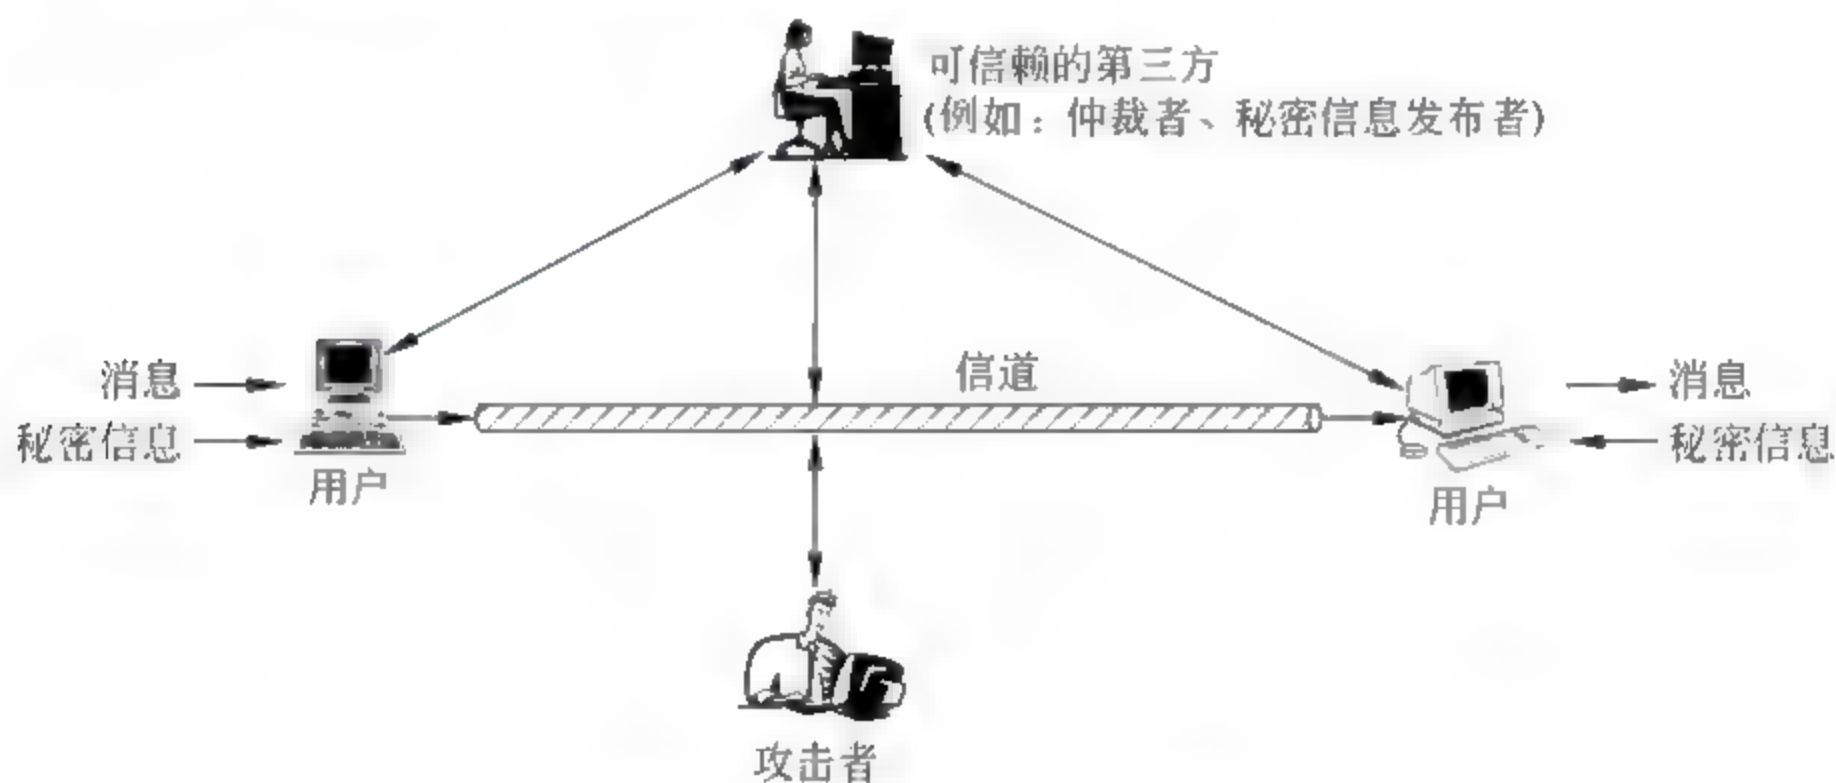 可信赖的第三方
(例如：仲裁者、秘密信息发布者)
信道
消息
秘密信息
用户
消息
秘密信息
用户
攻击者